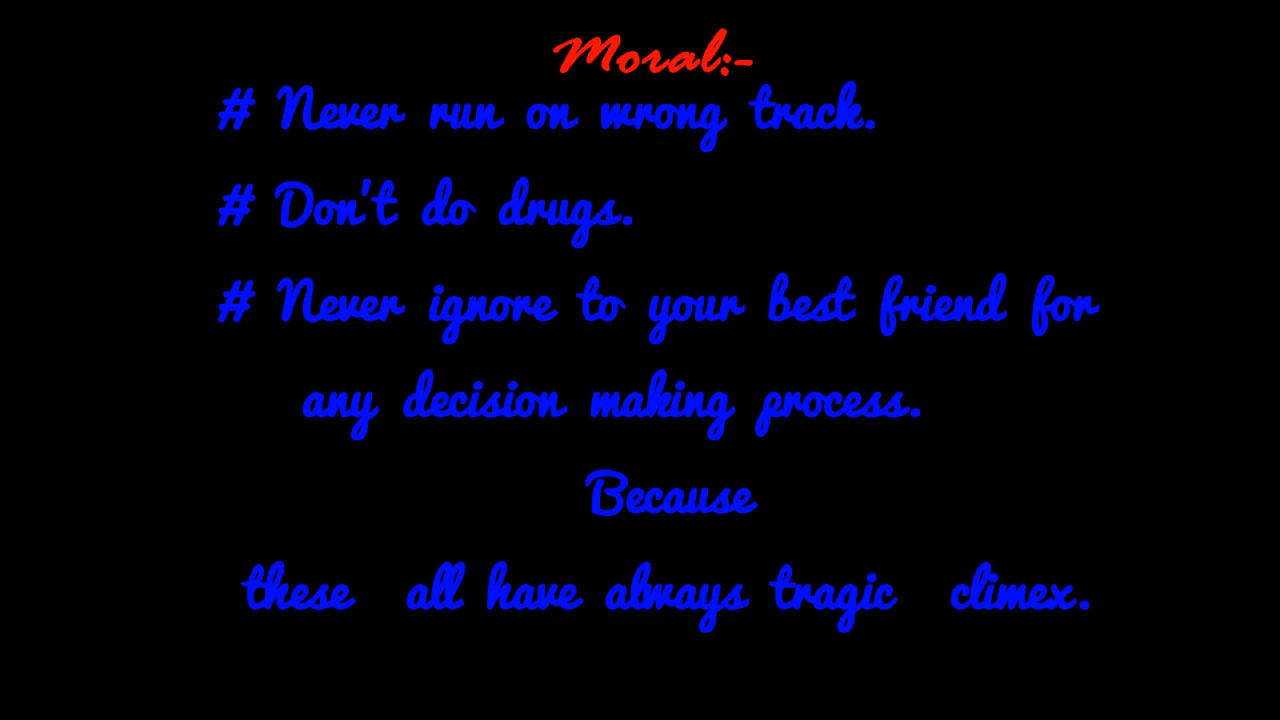 Moral:-
# Never run on wrong track.
# Don't do drugs.
# Never ignore to your best friend for
any decision making process.
Because
these all have always tragic climex.